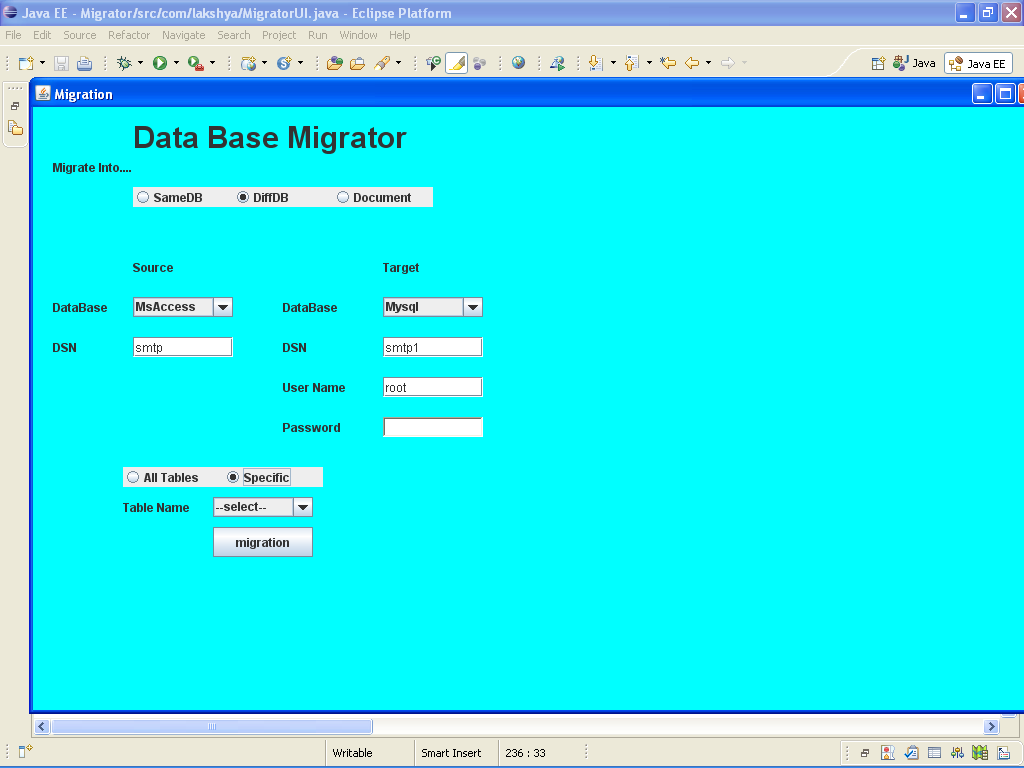 Java EE - Migrator/src/com/lakshya/MigratorUI.java - Eclipse Platform
File Edit Source Refactor Navigate Search Project Run Window Help
Java Java EE
Migration
Data Base Migrator
Migrate Into....
SameDB DiffDB Document
Source Target
DataBase MsAccess DataBase Mysql
DSN smtp DSN smtp1
User Name root
Password
All Tables Specific
Table Name --select--
migration
Writable Smart Insert 236 : 33